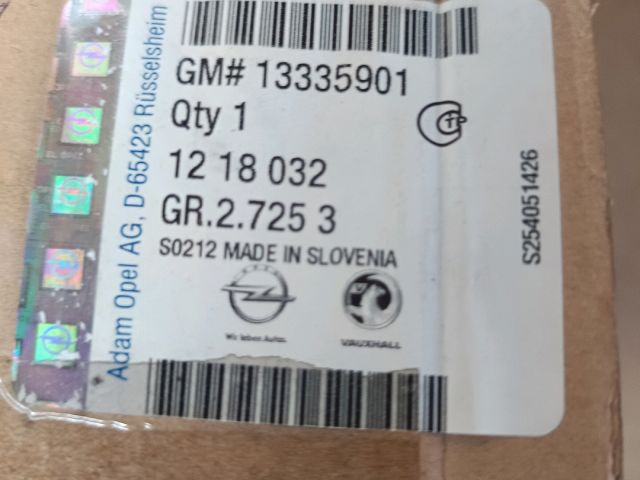 GM# 13335901
Qty 1
12 18 032
GR.2.725 3
S0212 MADE IN SLOVENIA
OPEL
Wir leben Autos.
VAUXHALL
Adam Opel AG, D-65423 Rüsselsheim
S254051426